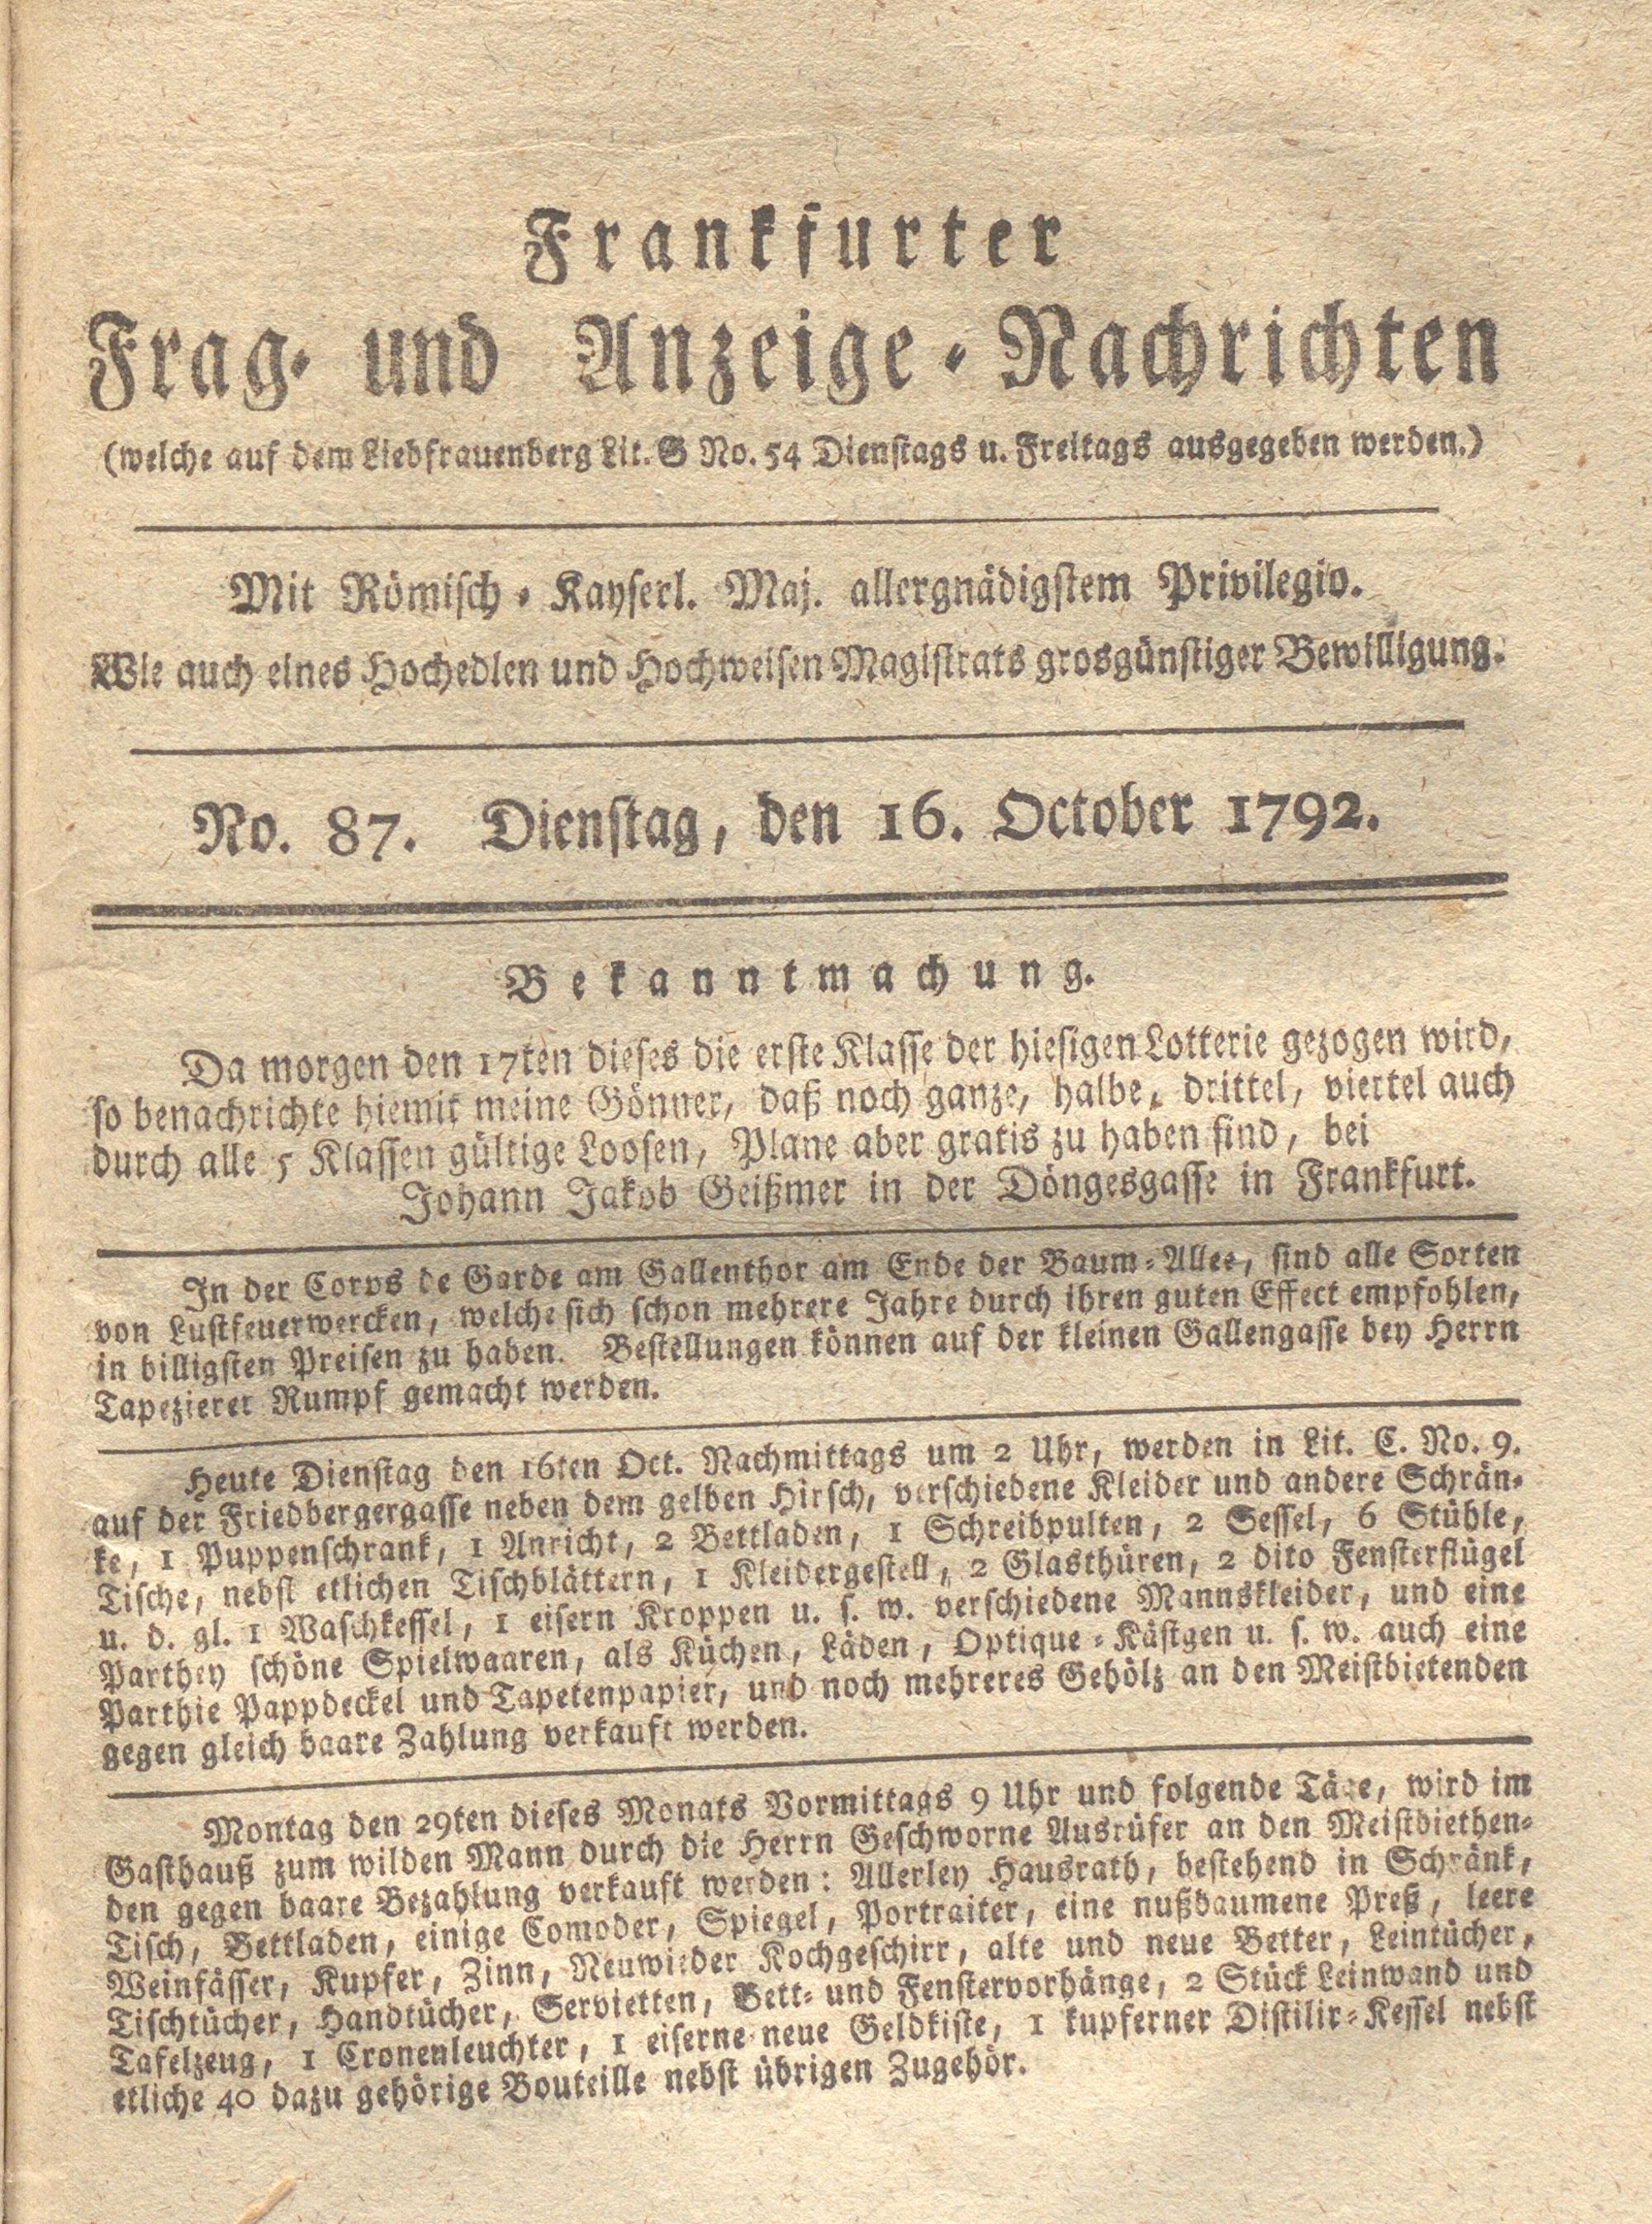 Frankfurter
Frag- und Anzeige-Nachrichten
(welche auf dem Liebfrauenberg Lit. G No. 54 Dienstags u. Freitags ausgegeben werden.)
Mit Römisch-Kayserl. Maj. allergnädigstem Privilegio.
Wie auch eines Hochedlen und Hochweisen Magistrats grosgünstiger Bewilligung.
No. 87. Dienstag, den 16. October 1792.
Bekanntmachung.
Da morgen den 17ten dieses die erste Klasse der hiesigen Lotterie gezogen wird,
so benachrichte hiemit meine Gönner, daß noch ganze, halbe, drittel, viertel auch
durch alle 5 Klassen gültige Loosen, Plane aber gratis zu haben sind, bei
Johann Jakob Geißmer in der Döngesgasse in Frankfurt.
In der Corps de Garde am Gallenthor am Ende der Baum-Allee, sind alle Sorten
von Lustfeuerwercken, welche sich schon mehrere Jahre durch ihren guten Effect empfohlen,
in billigsten Preisen zu haben. Bestellungen können auf der kleinen Gallengasse bey Herrn
Tapezierer Rumpf gemacht werden.
Heute Dienstag den 16ten Oct. Nachmittags um 2 Uhr, werden in Lit. C. No. 9.
auf der Friedbergergasse neben dem gelben Hirsch, verschiedene Kleider und andere Schrän-
ke, 1 Puppenschrank, 1 Anricht, 2 Bettladen, 1 Schreibpulten, 2 Sessel, 6 Stühle,
Tische, nebst etlichen Tischblättern, 1 Kleidergestell, 2 Glasthüren, 2 dito Fensterflügel
u. d. gl. 1 Waschkessel, 1 eisern Kroppen u. s. w. verschiedene Mannskleider, und eine
Parthey schöne Spielwaaren, als Küchen, Läden, Optique-Kästgen u. s. w. auch eine
Parthie Pappdeckel und Tapetenpapier, und noch mehreres Gehölz an den Meistbietenden
gegen gleich baare Zahlung verkauft werden.
Montag den 29ten dieses Monats Vormittags 9 Uhr und folgende Täge, wird im
Gasthauß zum wilden Mann durch die Herrn Geschworne Ausrüfer an den Meistbiethen-
den gegen baare Bezahlung verkauft werden: Allerley Hausrath, bestehend in Schränk,
Tisch, Bettladen, einige Comoder, Spiegel, Portraiter, eine nußbaumene Preß, leere
Weinfässer, Kupfer, Zinn, Neuwieder Kochgeschirr, alte und neue Better, Leintücher,
Tischtücher, Handtücher, Servietten, Bett- und Fenstervorhänge, 2 Stück Leinwand und
Tafelzeug, 1 Cronenleuchter, 1 eiserne neue Geldkiste, 1 kupferner Distilir-Kessel nebst
etliche 40 dazu gehörige Bouteille nebst übrigen Zugehör.